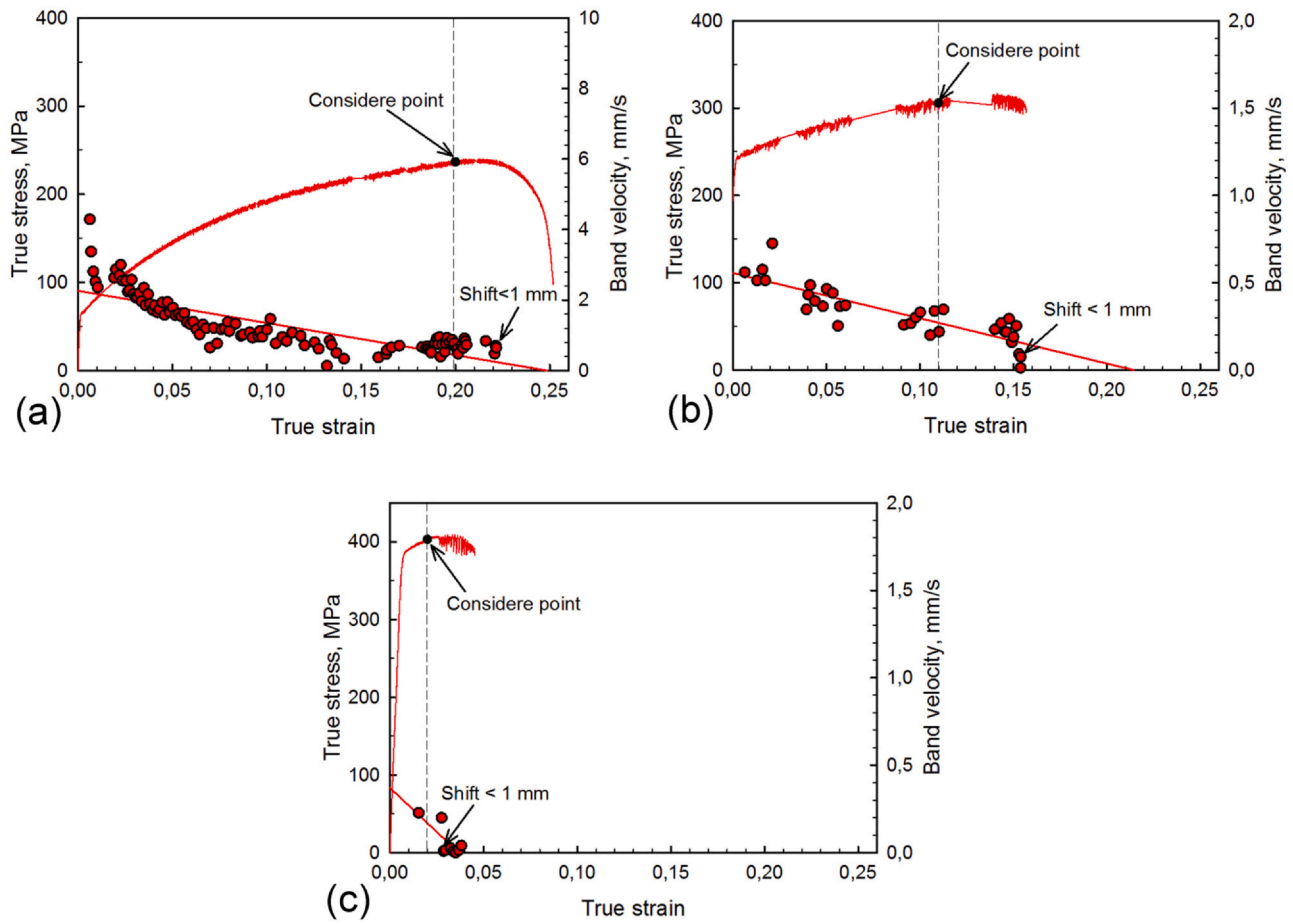 400
300
200
100
0
True stress, MPa
10
8
6
4
2
0
Band velocity, mm/s
Considere point
Shift<1 mm
0,00 0,05 0,10 0,15 0,20 0,25
True strain
(a)
400
300
200
100
0
True stress, MPa
2,0
1,5
1,0
0,5
0,0
Band velocity, mm/s
Considere point
Shift < 1 mm
0,00 0,05 0,10 0,15 0,20 0,25
True strain
(b)
400
300
200
100
0
True stress, MPa
2,0
1,5
1,0
0,5
0,0
Band velocity, mm/s
Considere point
Shift < 1 mm
0,00 0,05 0,10 0,15 0,20 0,25
True strain
(c)